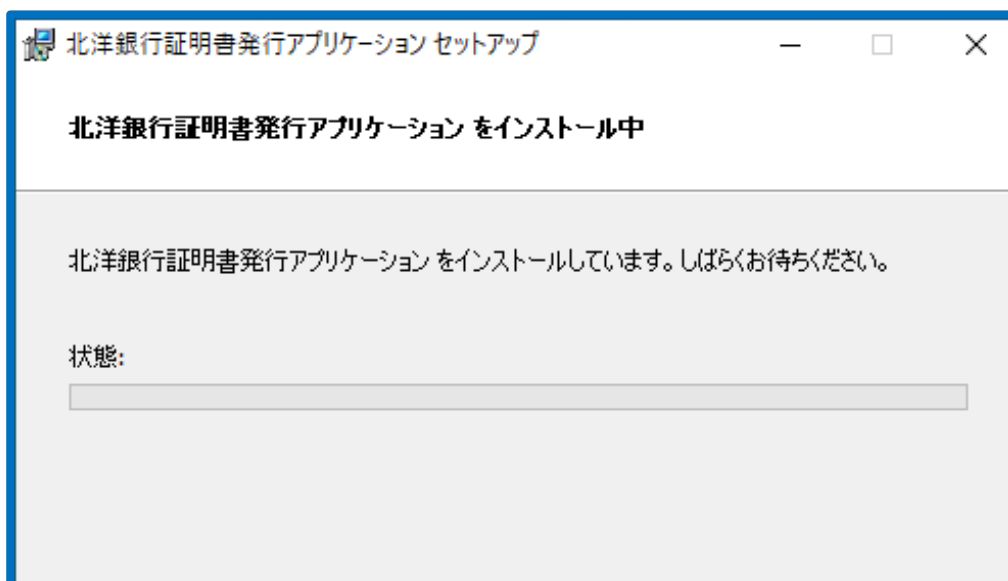 北洋銀行証明書発行アプリケーション セットアップ
北洋銀行証明書発行アプリケーション をインストール中
北洋銀行証明書発行アプリケーション をインストールしています。しばらくお待ちください。
状態: